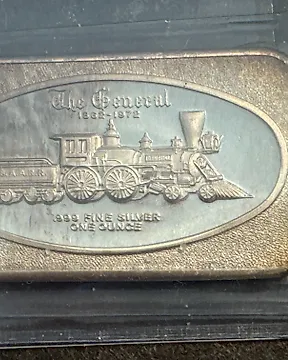 The General
1862-1972
W.&A.R.R.
.999 FINE SILVER
ONE OUNCE